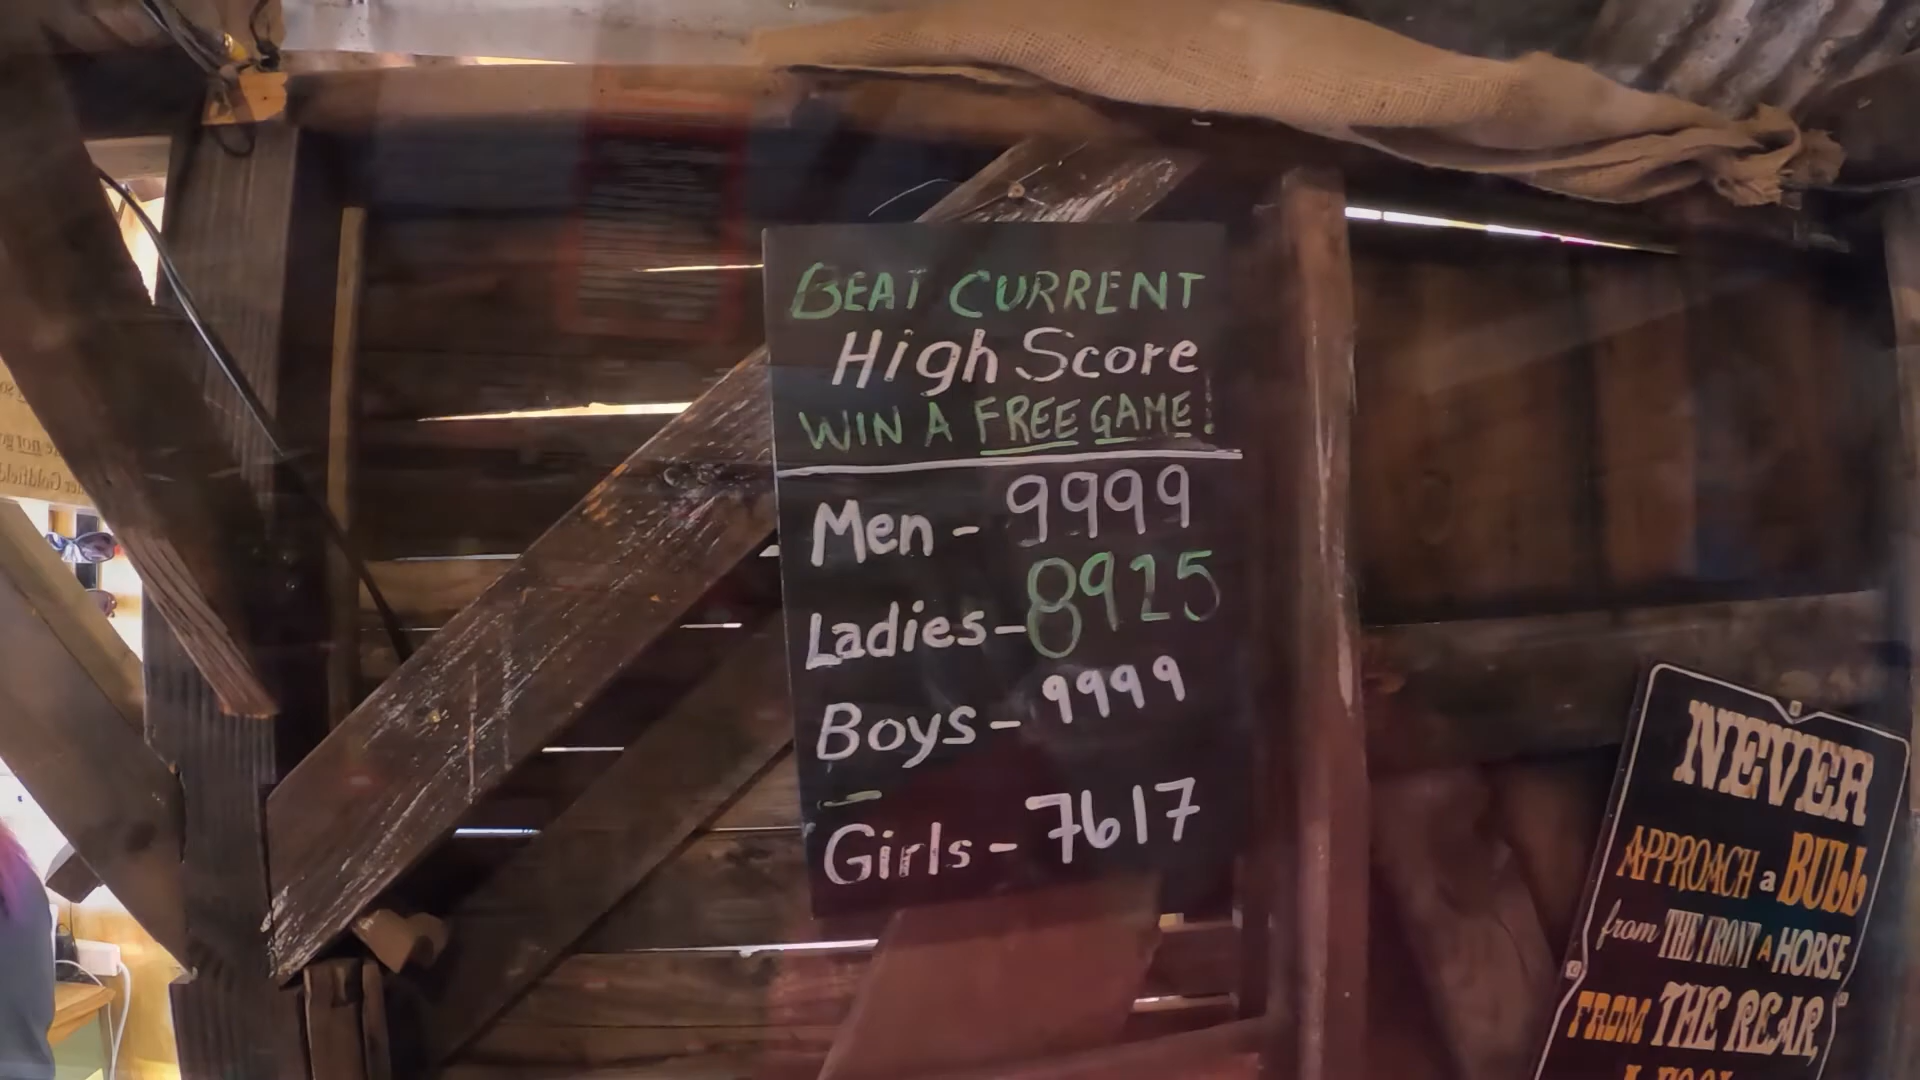 BEAT CURRENT
High Score
WIN A FREE GAME!
Men - 9999
Ladies - 8925
Boys - 9999
Girls - 7617
NEVER
APPROACH a BULL
from THE FRONT A HORSE
FROM THE REAR,